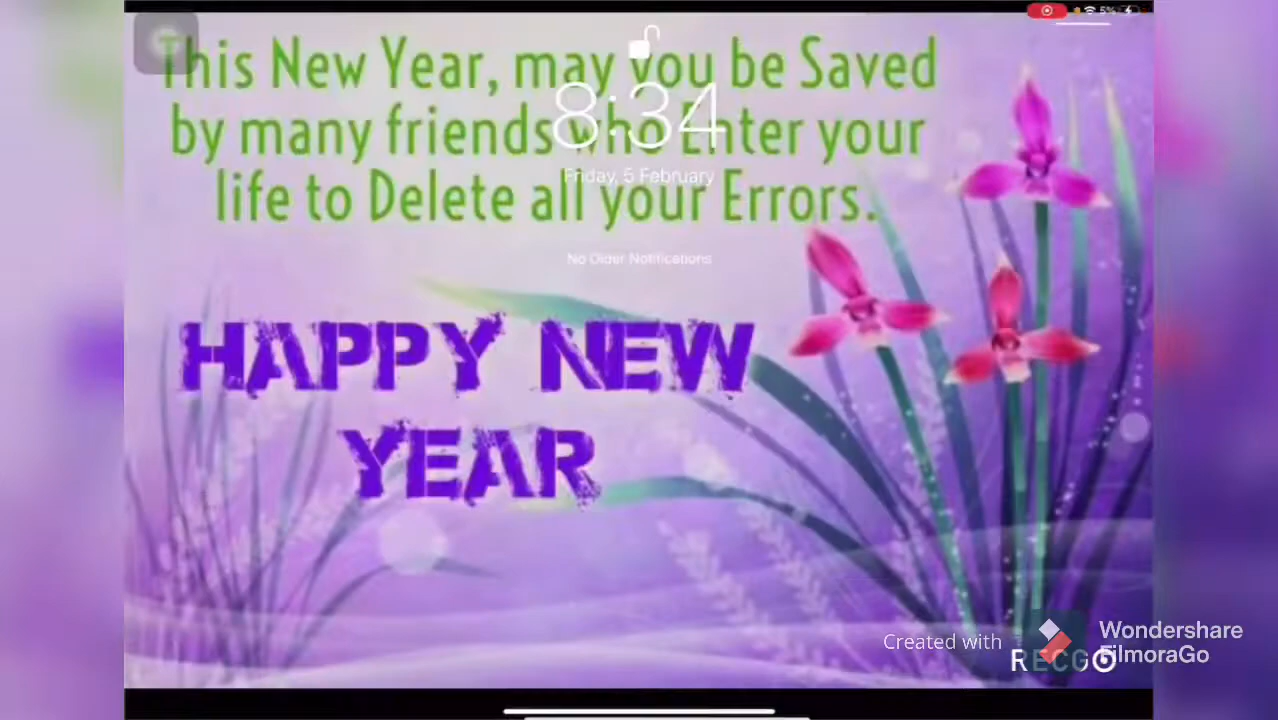 5%
This New Year, may you be Saved
8:34
by many friends who Enter your
Friday, 5 February
life to Delete all your Errors.
No Older Notifications
HAPPY NEW
YEAR
Created with
Wondershare
FilmoraGo
RECGO